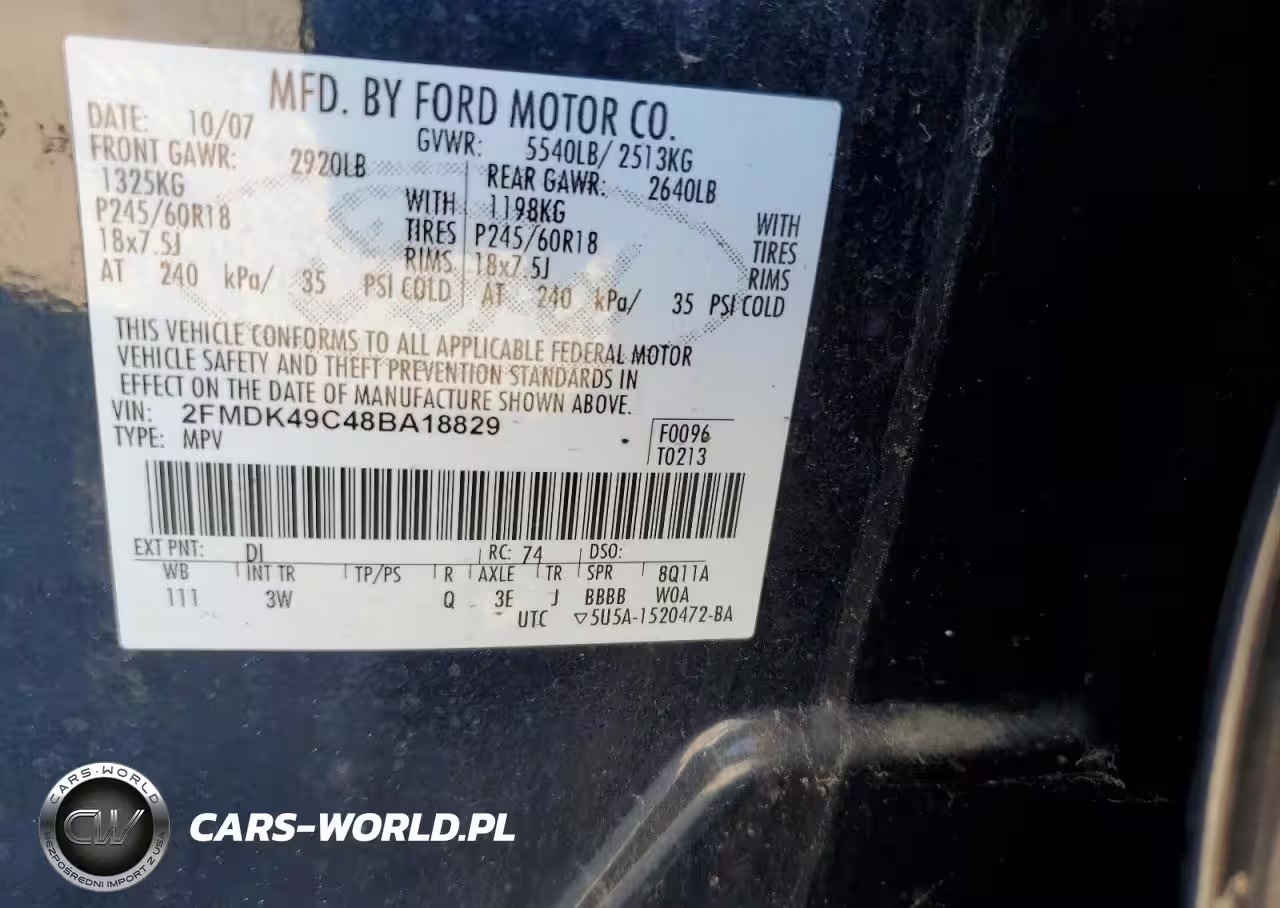 MFD. BY FORD MOTOR CO.
DATE: 10/07 GVWR: 5540LB/ 2513KG
FRONT GAWR: 2920LB REAR GAWR: 2640LB
1325KG WITH 1198KG WITH
P245/60R18 TIRES P245/60R18 TIRES
18x7.5J RIMS 18x7.5J RIMS
AT 240 kPa/ 35 PSI COLD AT 240 kPa/ 35 PSI COLD
THIS VEHICLE CONFORMS TO ALL APPLICABLE FEDERAL MOTOR
VEHICLE SAFETY AND THEFT PREVENTION STANDARDS IN
EFFECT ON THE DATE OF MANUFACTURE SHOWN ABOVE.
VIN: 2FMDK49C48BA18829 F0096
TYPE: MPV T0213
EXT PNT: DI RC: 74 DSO:
WB INT TR TP/PS R AXLE TR SPR 8Q11A
111 3W Q 3E J BBBB W0A
UTC ▽5U5A-1520472-BA
CARS-WORLD
CW
BEZPOŚREDNI IMPORT Z USA
CARS-WORLD.PL